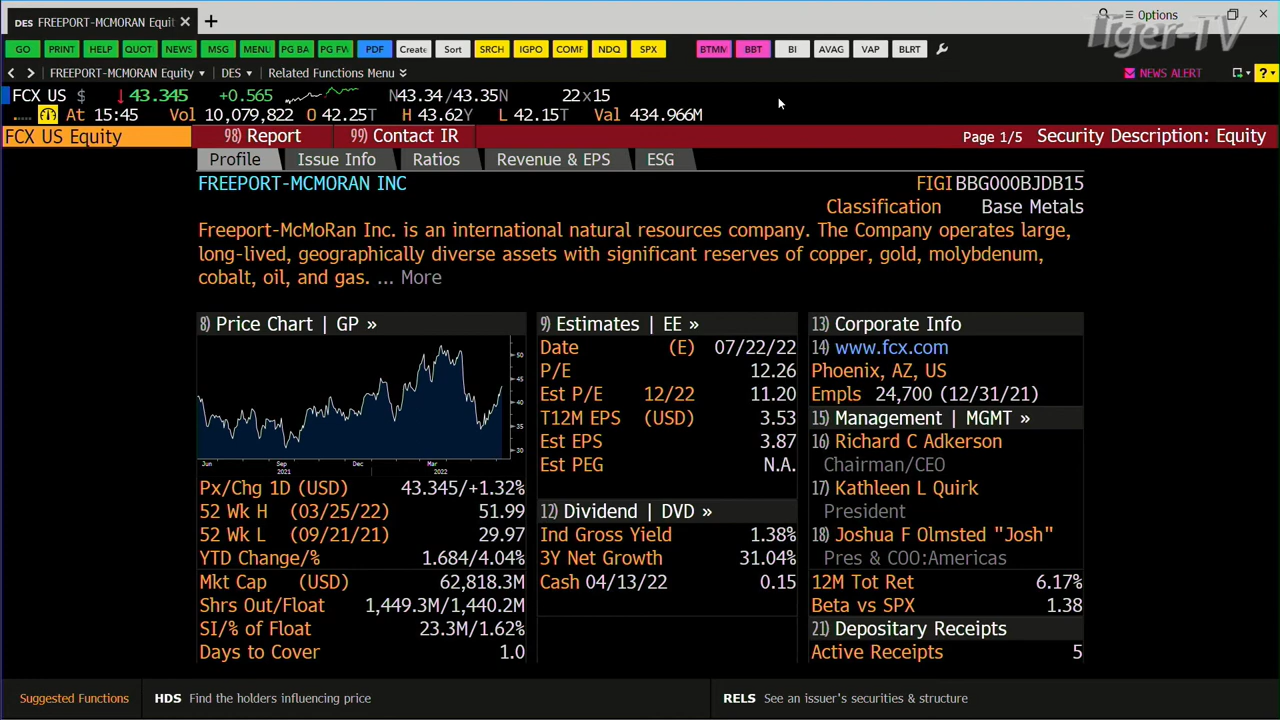 DES FREEPORT-MCMORAN Equit × +
Options
Tiger-TV
GO PRINT HELP QUOT NEWS MSG MENU PG BA PG FW PDF Create Sort SRCH IGPO COMF NDQ SPX BTMM BBT BI AVAG VAP BLRT
< > FREEPORT-MCMORAN Equity ▾ DES ▾ Related Functions Menu
NEWS ALERT
?
FCX US $ ↓ 43.345 +0.565 N43.34 / 43.35N 22 x 15
At 15:45 Vol 10,079,822 O 42.25T H 43.62Y L 42.15T Val 434.966M
FCX US Equity 98) Report 99) Contact IR Page 1/5 Security Description: Equity
Profile Issue Info Ratios Revenue & EPS ESG
FREEPORT-MCMORAN INC FIGI BBG000BJDB15
Classification Base Metals
Freeport-McMoRan Inc. is an international natural resources company. The Company operates large,
long-lived, geographically diverse assets with significant reserves of copper, gold, molybdenum,
cobalt, oil, and gas. ... More
8) Price Chart | GP »
50
45
40
35
30
Jun Sep Dec Mar
2021 2022
Px/Chg 1D (USD) 43.345/+1.32%
52 Wk H (03/25/22) 51.99
52 Wk L (09/21/21) 29.97
YTD Change/% 1.684/4.04%
Mkt Cap (USD) 62,818.3M
Shrs Out/Float 1,449.3M/1,440.2M
SI/% of Float 23.3M/1.62%
Days to Cover 1.0
9) Estimates | EE »
Date (E) 07/22/22
P/E 12.26
Est P/E 12/22 11.20
T12M EPS (USD) 3.53
Est EPS 3.87
Est PEG N.A.
12) Dividend | DVD »
Ind Gross Yield 1.38%
3Y Net Growth 31.04%
Cash 04/13/22 0.15
13) Corporate Info
14) www.fcx.com
Phoenix, AZ, US
Empls 24,700 (12/31/21)
15) Management | MGMT »
16) Richard C Adkerson
Chairman/CEO
17) Kathleen L Quirk
President
18) Joshua F Olmsted "Josh"
Pres & COO:Americas
12M Tot Ret 6.17%
Beta vs SPX 1.38
21) Depositary Receipts
Active Receipts 5
Suggested Functions HDS Find the holders influencing price RELS See an issuer's securities & structure